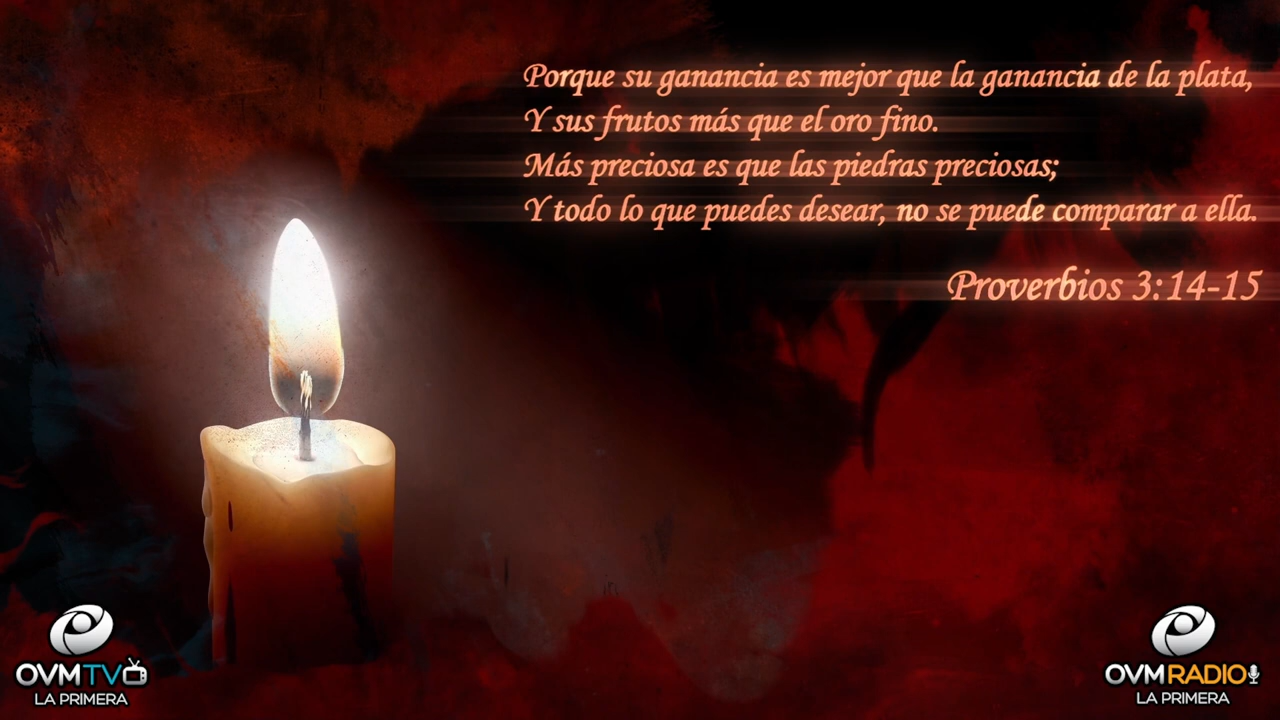 Porque su ganancia es mejor que la ganancia de la plata,
Y sus frutos más que el oro fino.
Más preciosa es que las piedras preciosas;
Y todo lo que puedes desear, no se puede comparar a ella.
Proverbios 3:14-15
OVMTV
LA PRIMERA
OVMRADIO
LA PRIMERA